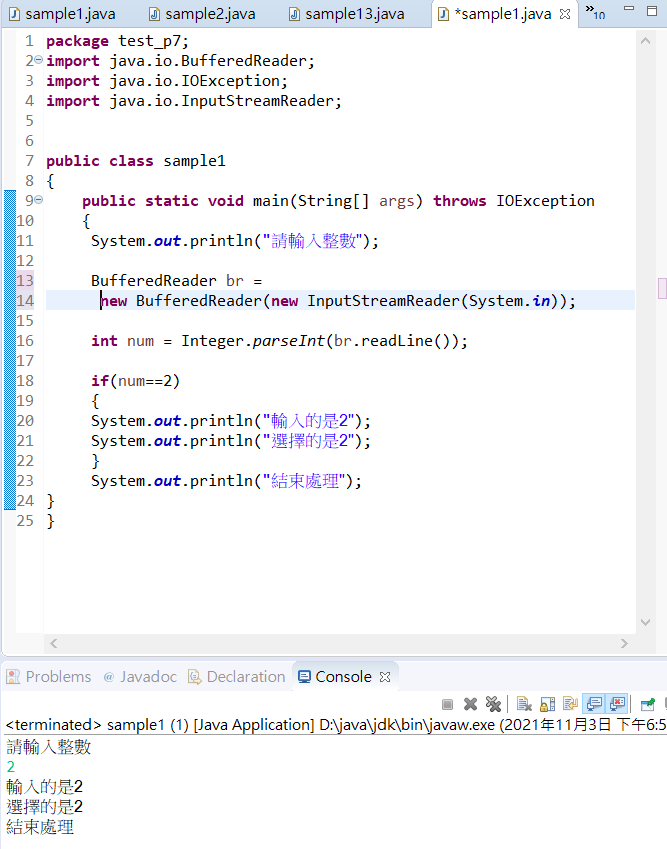 sample1.java sample2.java sample13.java *sample1.java »10
1 package test_p7;
2 import java.io.BufferedReader;
3 import java.io.IOException;
4 import java.io.InputStreamReader;
5
6
7 public class sample1
8 {
9 public static void main(String[] args) throws IOException
10 {
11 System.out.println("請輸入整數");
12
13 BufferedReader br =
14 new BufferedReader(new InputStreamReader(System.in));
15
16 int num = Integer.parseInt(br.readLine());
17
18 if(num==2)
19 {
20 System.out.println("輸入的是2");
21 System.out.println("選擇的是2");
22 }
23 System.out.println("結束處理");
24 }
25 }
Problems @ Javadoc Declaration Console
<terminated> sample1 (1) [Java Application] D:\java\jdk\bin\javaw.exe (2021年11月3日 下午6:5
請輸入整數
2
輸入的是2
選擇的是2
結束處理